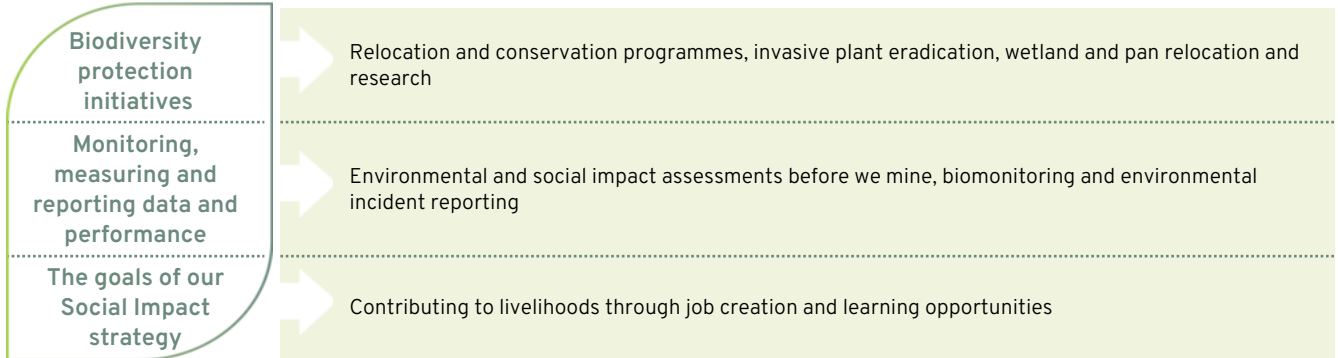 Biodiversity
protection
initiatives
Relocation and conservation programmes, invasive plant eradication, wetland and pan relocation and
research
Monitoring,
measuring and
reporting data and
performance
Environmental and social impact assessments before we mine, biomonitoring and environmental
incident reporting
The goals of our
Social Impact
strategy
Contributing to livelihoods through job creation and learning opportunities